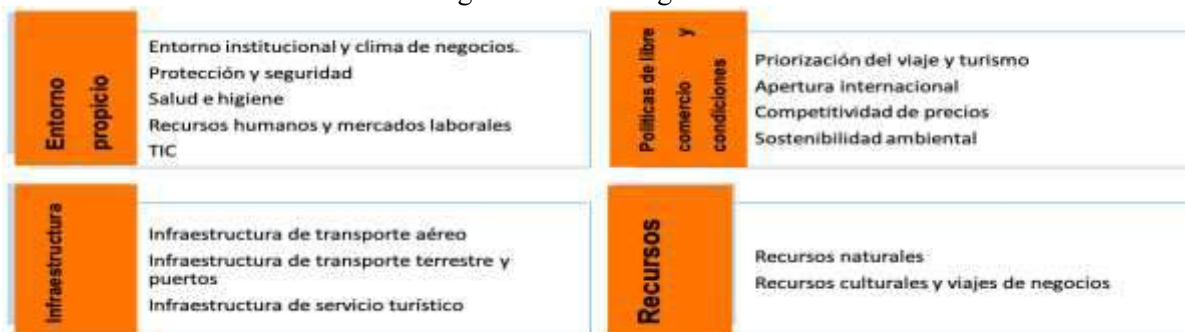 Entorno
propicio
Entorno institucional y clima de negocios.
Protección y seguridad
Salud e higiene
Recursos humanos y mercados laborales
TIC
Políticas de libre
comercio y
condiciones
Priorización del viaje y turismo
Apertura internacional
Competitividad de precios
Sostenibilidad ambiental
Infraestructura
Infraestructura de transporte aéreo
Infraestructura de transporte terrestre y
puertos
Infraestructura de servicio turístico
Recursos
Recursos naturales
Recursos culturales y viajes de negocios